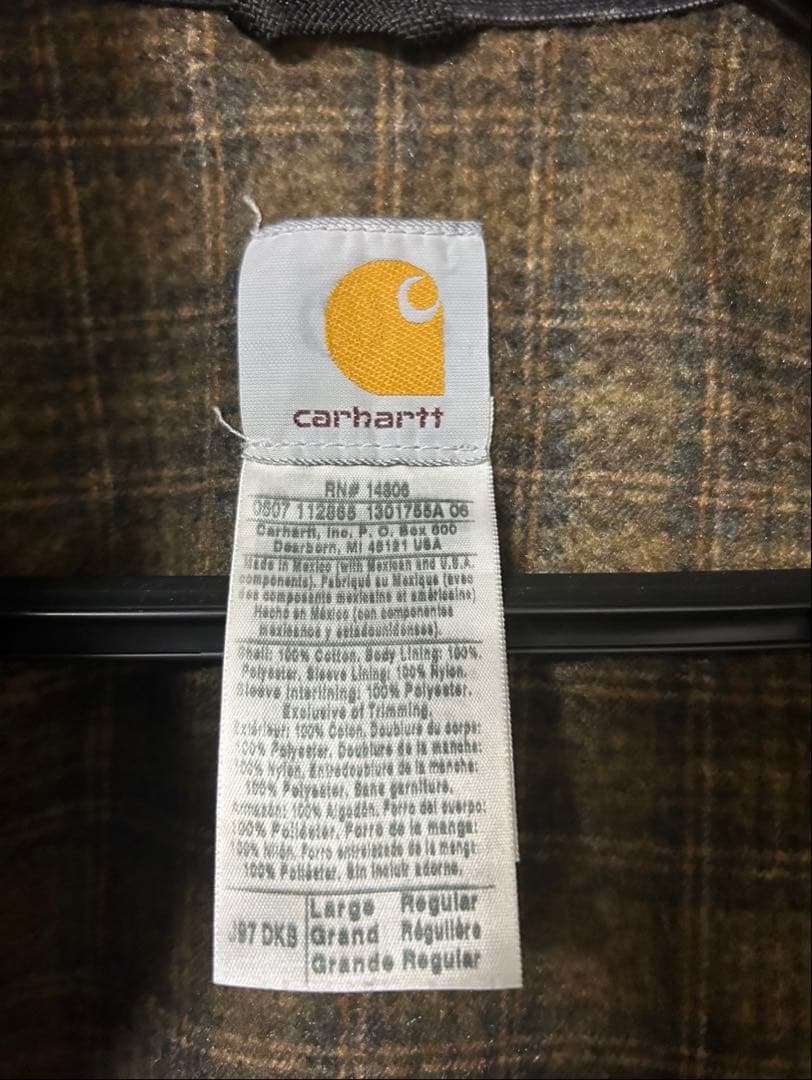 carhartt
RN# 14806
0607 112865 1301755A 06
Carhartt, Inc. P. O. Box 600
Dearborn, MI 48121 USA
Made in Mexico (with Mexican and U.S.A.
components). Fabriqué au Mexique (avec
des composants mexicains et américains)
Hecho en México (con componentes
mexicanos y estadounidenses).
Shell: 100% Cotton. Body Lining: 100%
Polyester. Sleeve Lining: 100% Nylon.
Sleeve Interlining: 100% Polyester.
Exclusive of Trimming.
Extérieur: 100% Coton. Doublure du corps:
100% Polyester. Doublure de la manche:
100% Nylon. Entredoublure de la manche:
100% Polyester. Sans garniture.
Armazón: 100% Algodón. Forro del cuerpo:
100% Poliéster. Forro de la manga:
100% Nilón. Forro entrelazado de la manga:
100% Poliéster. Sin incluir adorno.
J97 DKB
Large Regular
Grand Régulière
Grande Regular